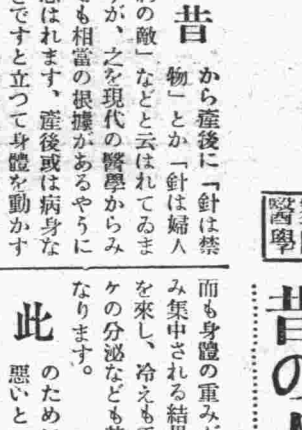 醫學
昔の
昔から產後に「針は禁
物」とか「針は婦人
の敵」などと云はれてゐま
が、之を現代の醫學からみ
も相當の根據があるやうに
はれます、產後或は病身な
ですと立つて身體を動かす
而も身體の重みが
み集中される結果
を來し、冷えも
ケの分泌なども
なります。
此のため
惡いと